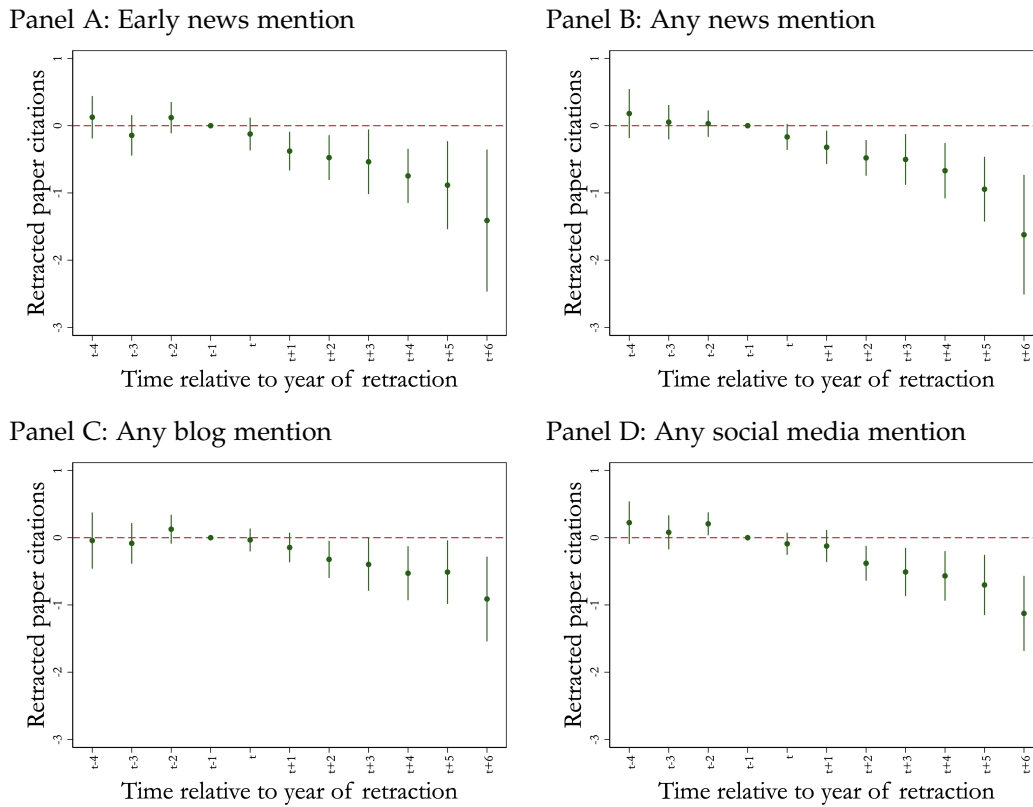 Panel A: Early news mention
Retracted paper citations
1
0
-1
-2
-3
t-4 t-3 t-2 t-1 t t+1 t+2 t+3 t+4 t+5 t+6
Time relative to year of retraction
Panel B: Any news mention
Retracted paper citations
1
0
-1
-2
-3
t-4 t-3 t-2 t-1 t t+1 t+2 t+3 t+4 t+5 t+6
Time relative to year of retraction
Panel C: Any blog mention
Retracted paper citations
1
0
-1
-2
-3
t-4 t-3 t-2 t-1 t t+1 t+2 t+3 t+4 t+5 t+6
Time relative to year of retraction
Panel D: Any social media mention
Retracted paper citations
1
0
-1
-2
-3
t-4 t-3 t-2 t-1 t t+1 t+2 t+3 t+4 t+5 t+6
Time relative to year of retraction